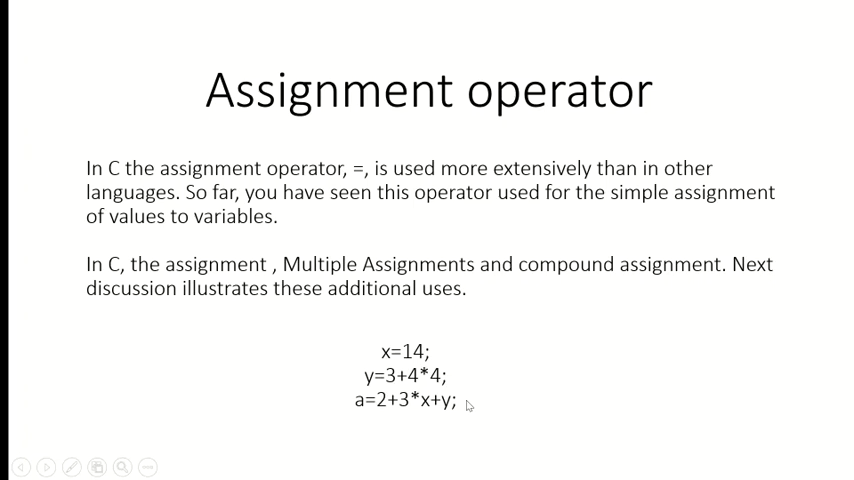 Assignment operator
In C the assignment operator, =, is used more extensively than in other
languages. So far, you have seen this operator used for the simple assignment
of values to variables.
In C, the assignment , Multiple Assignments and compound assignment. Next
discussion illustrates these additional uses.
x=14;
y=3+4*4;
a=2+3*x+y;